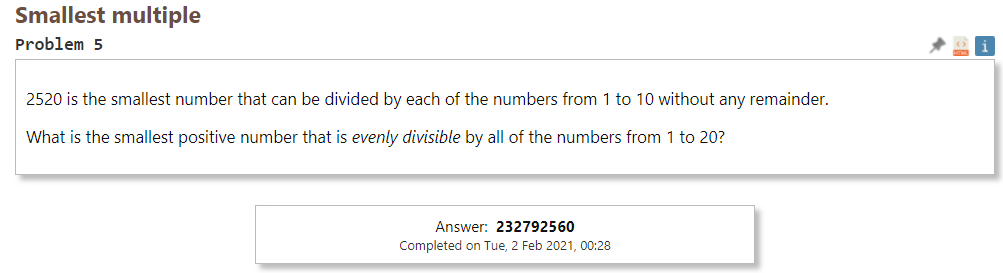 Smallest multiple
Problem 5
HTML
i
2520 is the smallest number that can be divided by each of the numbers from 1 to 10 without any remainder.
What is the smallest positive number that is evenly divisible by all of the numbers from 1 to 20?
Answer: 232792560
Completed on Tue, 2 Feb 2021, 00:28